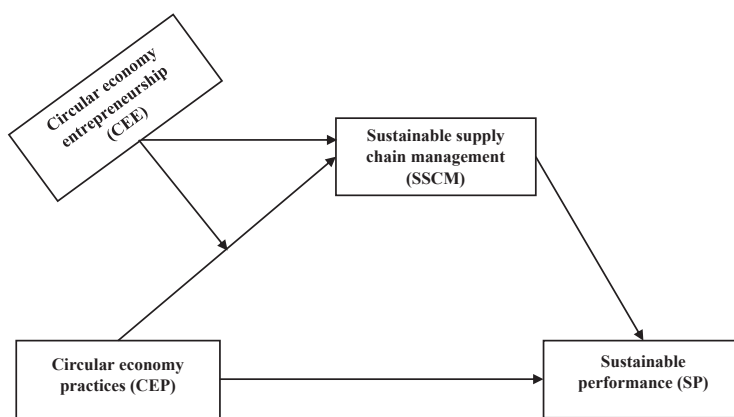 Circular economy
entrepreneurship
(CEE)
Sustainable supply
chain management
(SSCM)
Circular economy
practices (CEP)
Sustainable
performance (SP)